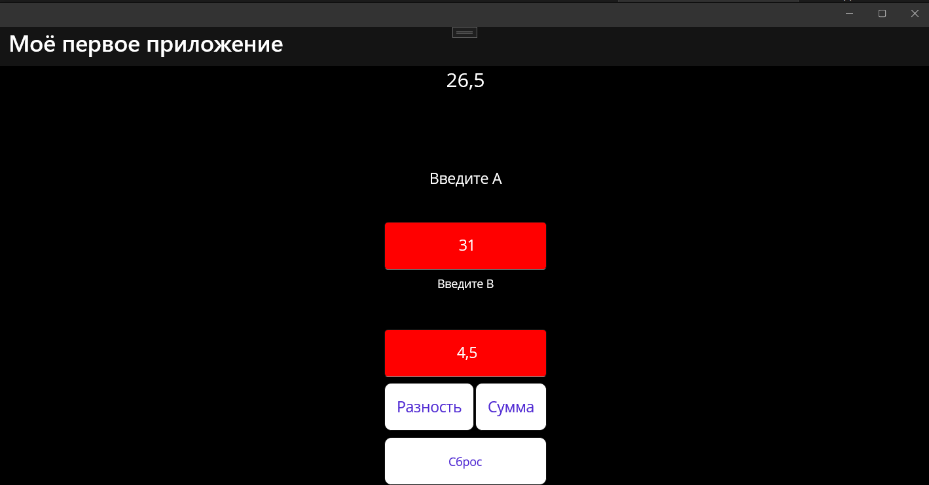 Моё первое приложение
26,5
Введите A
31
Введите B
4,5
Разность Сумма
Сброс